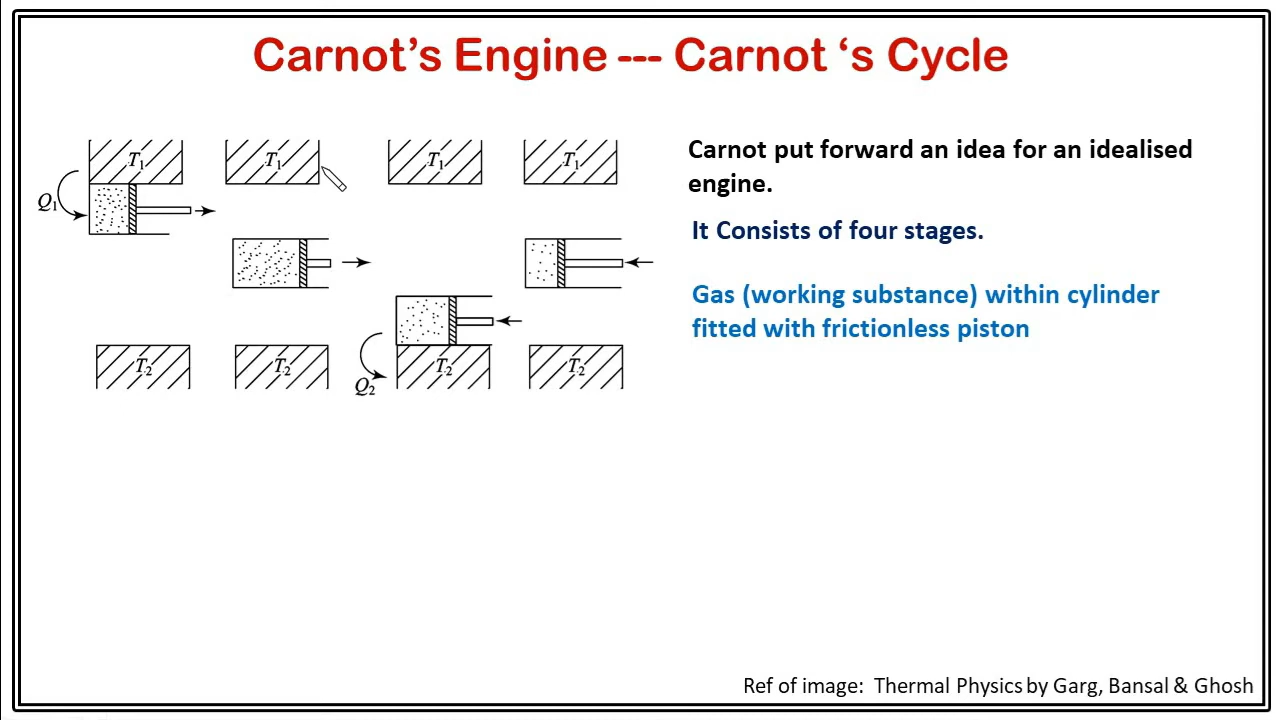 Carnot’s Engine --- Carnot ‘s Cycle
T1 T1 T1 T1
Q1
Carnot put forward an idea for an idealised
engine.
It Consists of four stages.
Gas (working substance) within cylinder
fitted with frictionless piston
T2 T2 T2 T2
Q2
Ref of image: Thermal Physics by Garg, Bansal & Ghosh